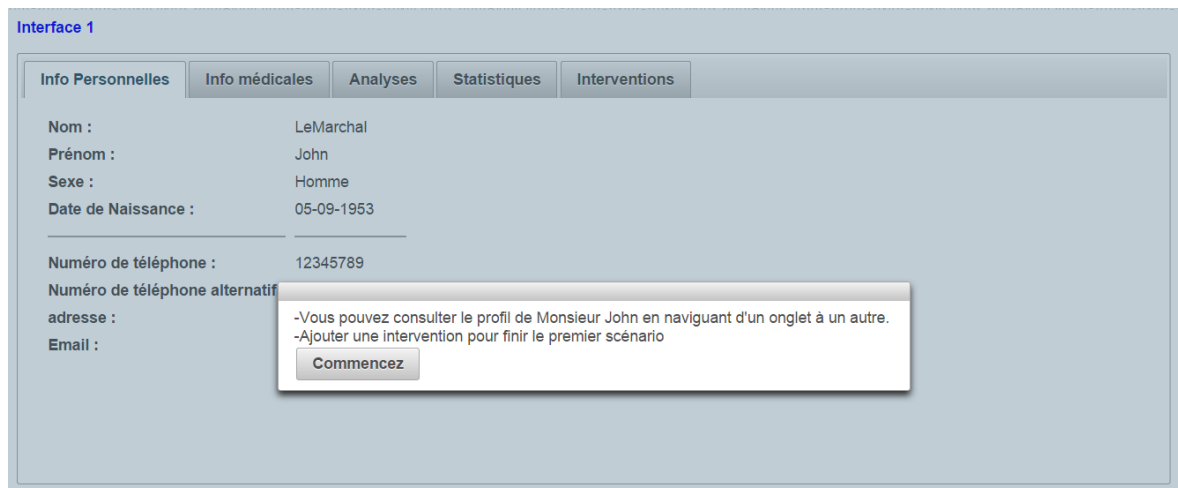 Interface 1
Info Personnelles Info médicales Analyses Statistiques Interventions
Nom : LeMarchal
Prénom : John
Sexe : Homme
Date de Naissance : 05-09-1953
Numéro de téléphone : 12345789
Numéro de téléphone alternatif
adresse :
Email :
-Vous pouvez consulter le profil de Monsieur John en naviguant d'un onglet à un autre.
-Ajouter une intervention pour finir le premier scénario
Commencez